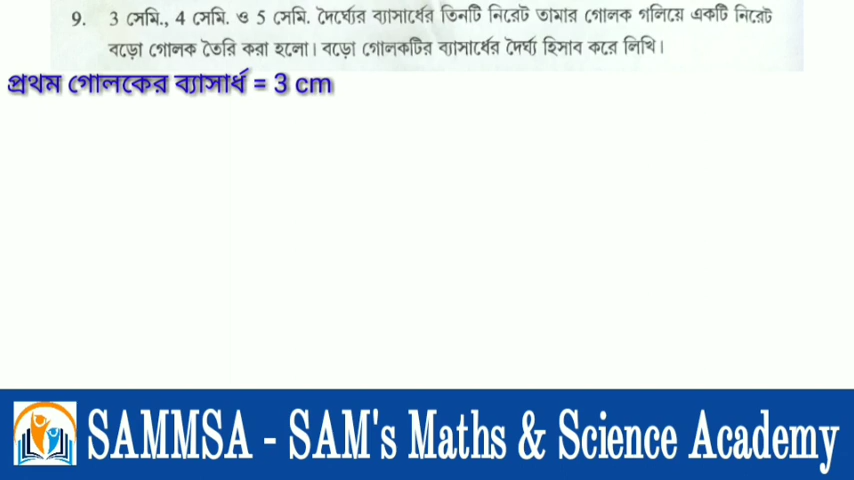 9. 3 সেমি., 4 সেমি. ও 5 সেমি. দৈর্ঘ্যের ব্যাসার্ধের তিনটি নিরেট তামার গোলক গলিয়ে একটি নিরেট
বড়ো গোলক তৈরি করা হলো। বড়ো গোলকটির ব্যাসার্ধের দৈর্ঘ্য হিসাব করে লিখি।
প্রথম গোলকের ব্যাসার্ধ = 3 cm
SAMMSA - SAM's Maths & Science Academy